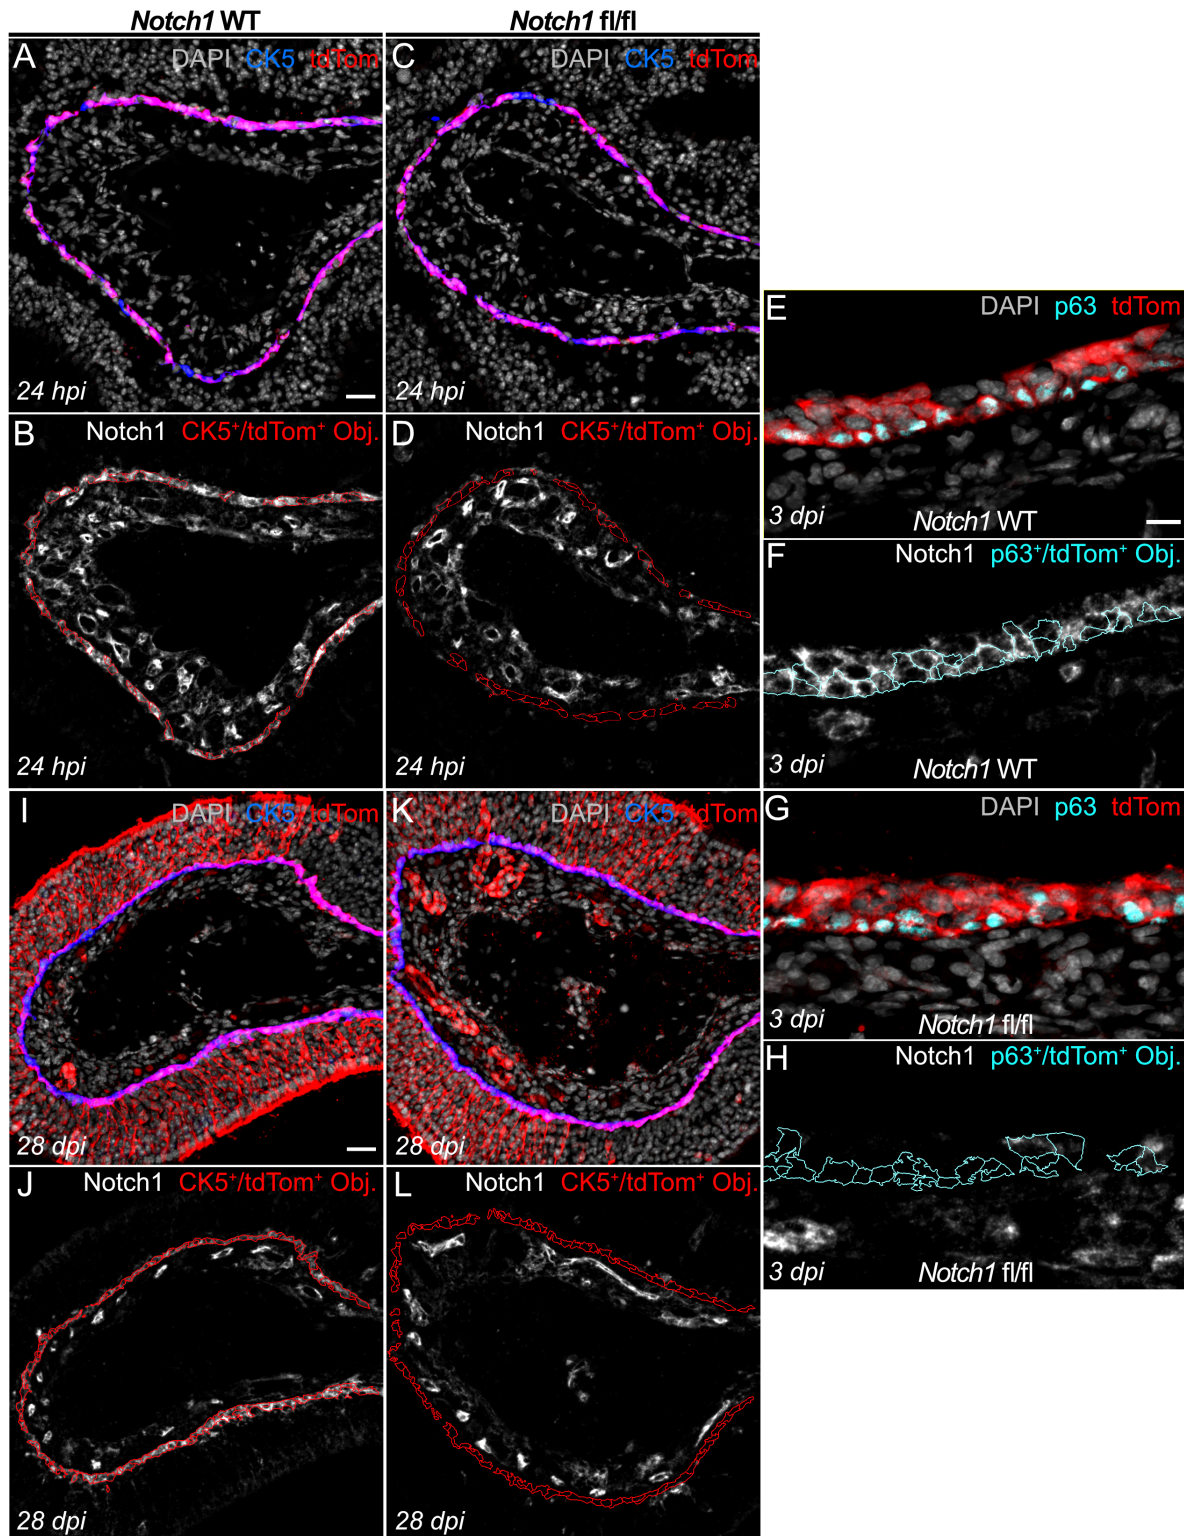 Notch1 WT
Notch1 fl/fl
A DAPI CK5 tdTom
24 hpi
C DAPI CK5 tdTom
24 hpi
B Notch1 CK5⁺/tdTom⁺ Obj.
24 hpi
D Notch1 CK5⁺/tdTom⁺ Obj.
24 hpi
E DAPI p63 tdTom
3 dpi Notch1 WT
F Notch1 p63⁺/tdTom⁺ Obj.
3 dpi Notch1 WT
G DAPI p63 tdTom
3 dpi Notch1 fl/fl
H Notch1 p63⁺/tdTom⁺ Obj.
3 dpi Notch1 fl/fl
I DAPI CK5 tdTom
28 dpi
K DAPI CK5 tdTom
28 dpi
J Notch1 CK5⁺/tdTom⁺ Obj.
28 dpi
L Notch1 CK5⁺/tdTom⁺ Obj.
28 dpi